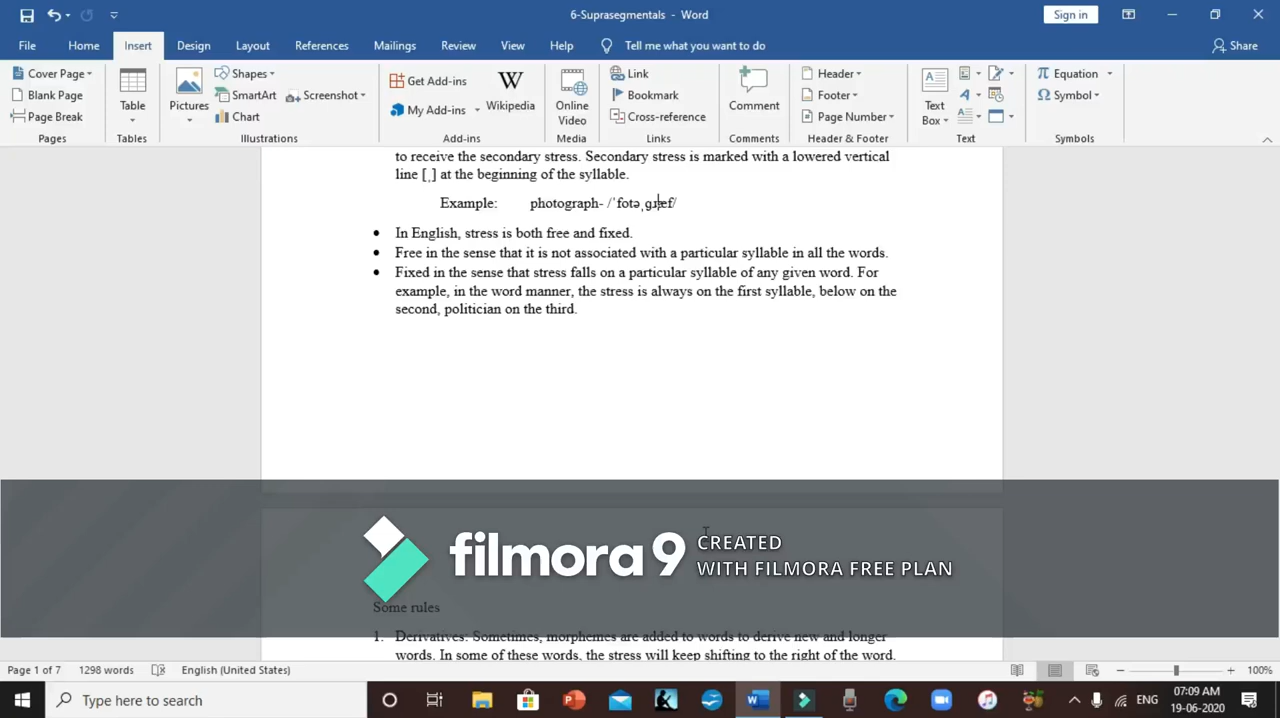 6-Suprasegmentals - Word
Sign in
File Home Insert Design Layout References Mailings Review View Help Tell me what you want to do Share
Cover Page
Blank Page
Page Break
Pages
Table
Tables
Pictures
Shapes
SmartArt
Chart
Screenshot
Illustrations
Get Add-ins
My Add-ins
W
Wikipedia
Add-ins
Online
Video
Media
Link
Bookmark
Cross-reference
Links
Comment
Comments
Header
Footer
Page Number
Header & Footer
Text
Box
Text
Equation
Symbol
Symbols
to receive the secondary stress. Secondary stress is marked with a lowered vertical
line [ˌ] at the beginning of the syllable.
Example: photograph- /ˈfotəˌɡɹæf/
• In English, stress is both free and fixed.
• Free in the sense that it is not associated with a particular syllable in all the words.
• Fixed in the sense that stress falls on a particular syllable of any given word. For
example, in the word manner, the stress is always on the first syllable, below on the
second, politician on the third.
filmora9
CREATED
WITH FILMORA FREE PLAN
Some rules
1. Derivatives: Sometimes, morphemes are added to words to derive new and longer
words. In some of these words, the stress will keep shifting to the right of the word.
Page 1 of 7 1298 words English (United States) 100%
Type here to search
ENG
07:09 AM
19-06-2020